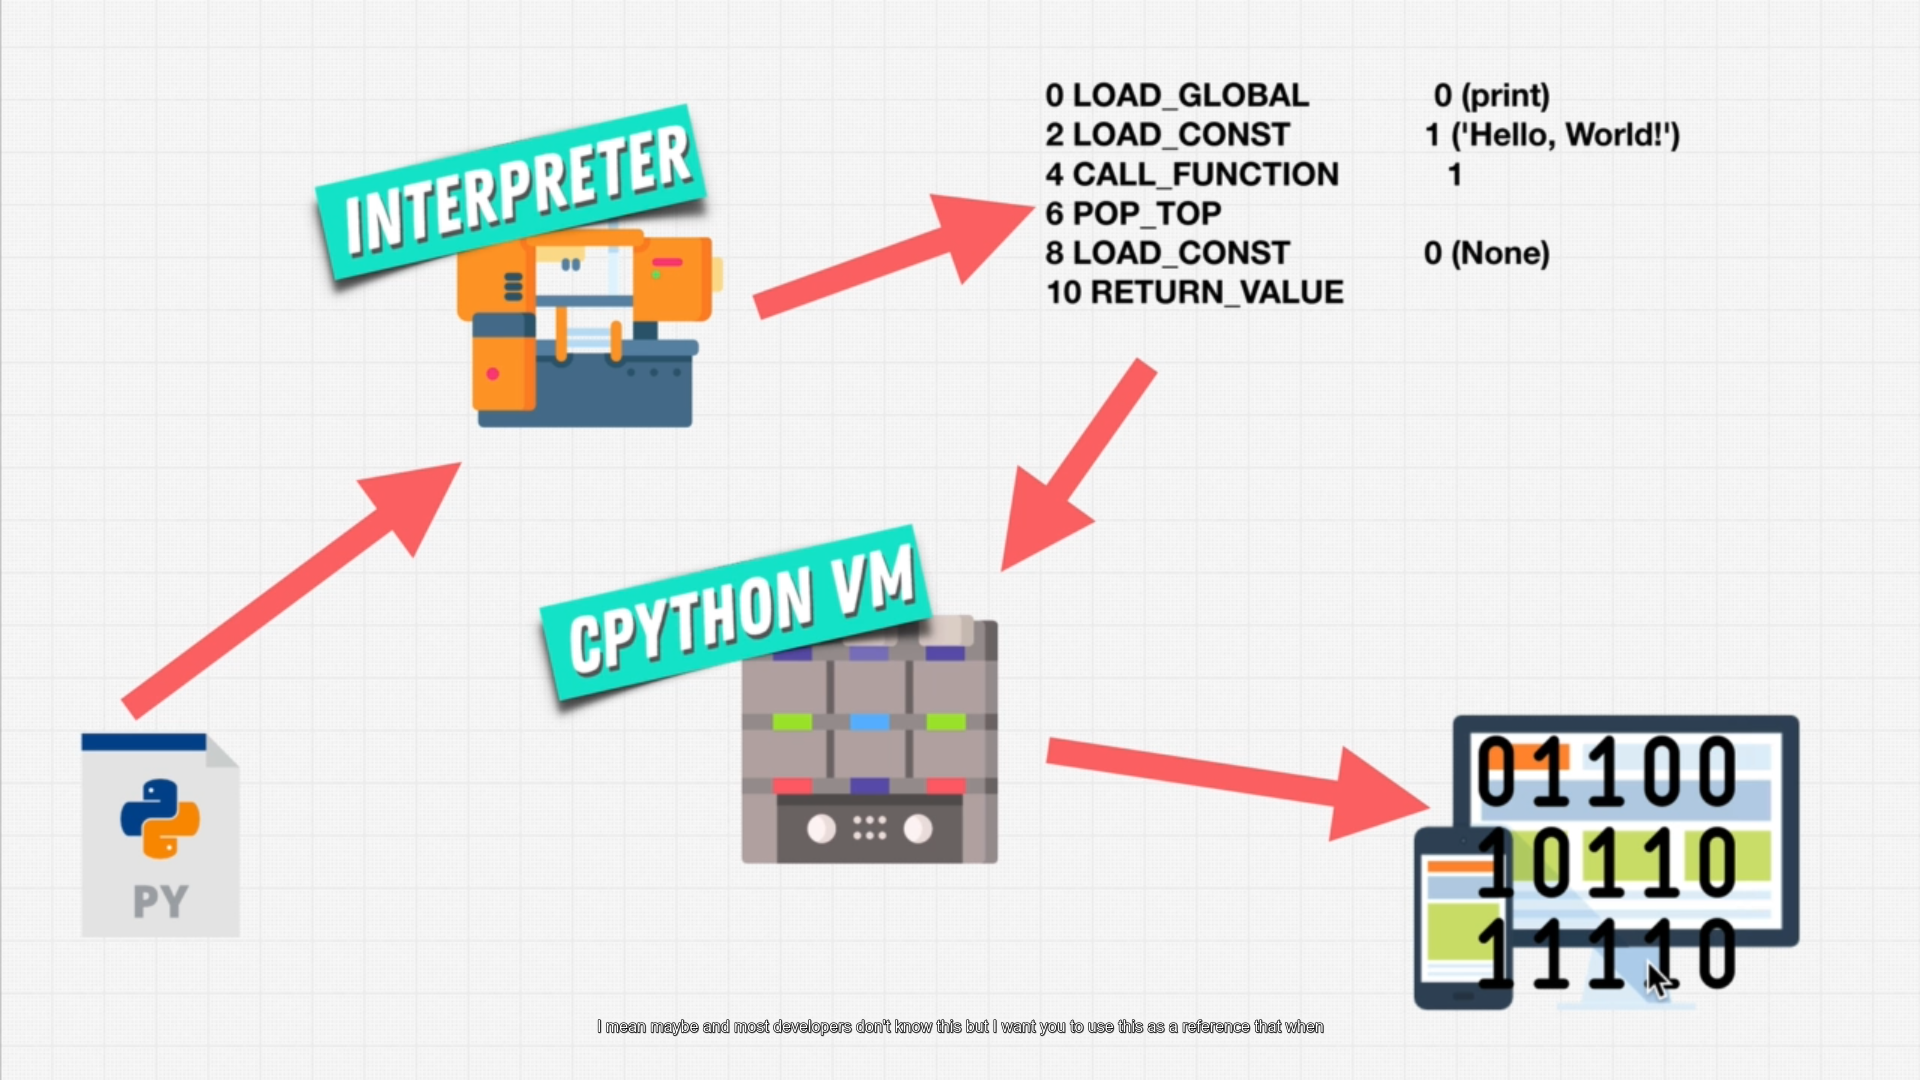 INTERPRETER
0 LOAD_GLOBAL 0 (print)
2 LOAD_CONST 1 ('Hello, World!')
4 CALL_FUNCTION 1
6 POP_TOP
8 LOAD_CONST 0 (None)
10 RETURN_VALUE
CPYTHON VM
PY
01100
10110
11110
I mean maybe and most developers don't know this but I want you to use this as a reference that when